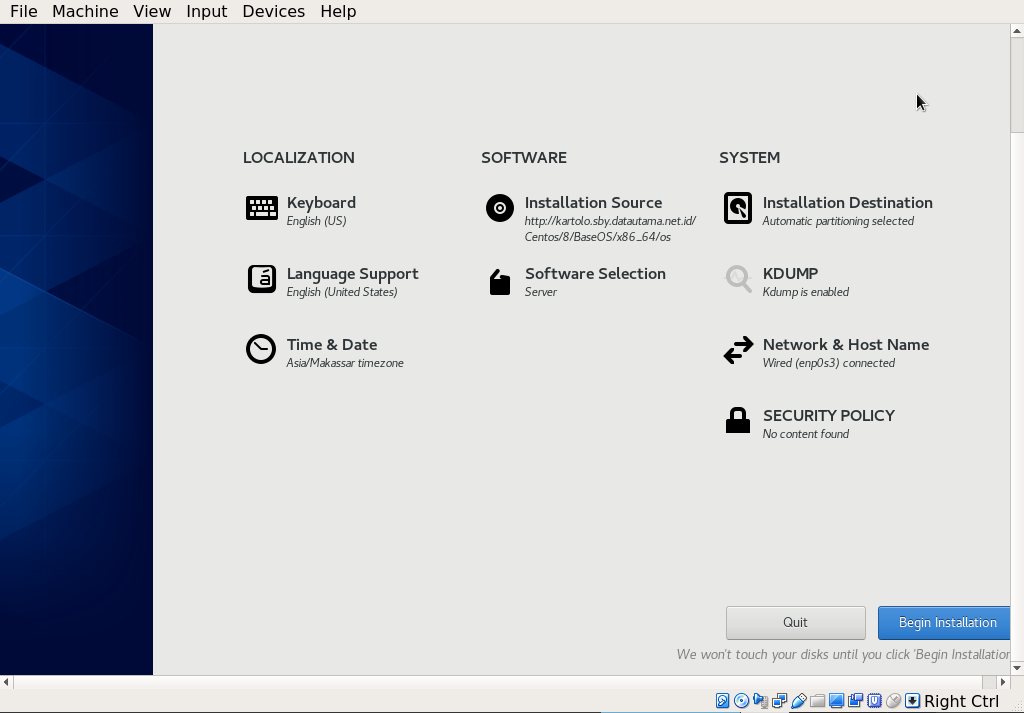 File Machine View Input Devices Help
LOCALIZATION
Keyboard
English (US)
Language Support
English (United States)
Time & Date
Asia/Makassar timezone
SOFTWARE
Installation Source
http://kartolo.sby.datautama.net.id/
Centos/8/BaseOS/x86_64/os
Software Selection
Server
SYSTEM
Installation Destination
Automatic partitioning selected
KDUMP
Kdump is enabled
Network & Host Name
Wired (enp0s3) connected
SECURITY POLICY
No content found
Quit
Begin Installation
We won't touch your disks until you click 'Begin Installation
Right Ctrl